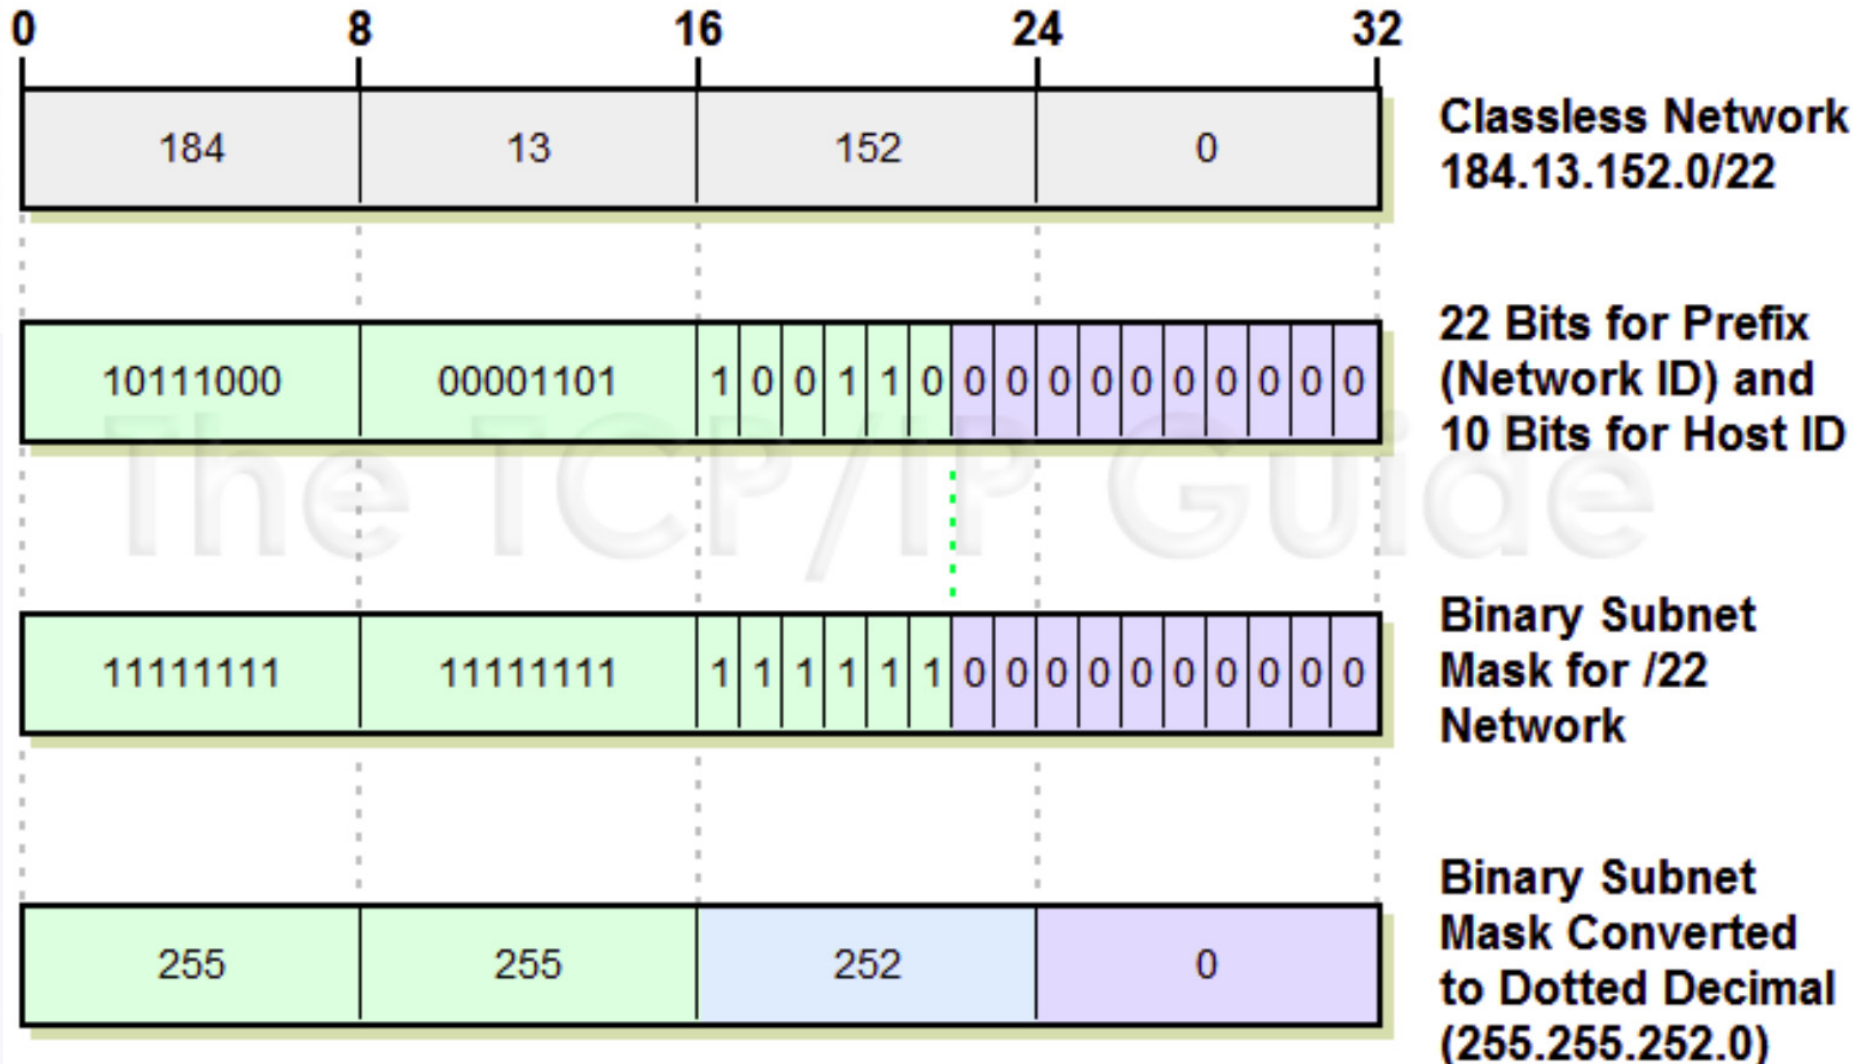 0 8 16 24 32
184 13 152 0
Classless Network
184.13.152.0/22
10111000 00001101 1 0 0 1 1 0 0 0 0 0 0 0 0 0 0 0
22 Bits for Prefix
(Network ID) and
10 Bits for Host ID
The TCP/IP Guide
11111111 11111111 1 1 1 1 1 1 0 0 0 0 0 0 0 0 0 0
Binary Subnet
Mask for /22
Network
255 255 252 0
Binary Subnet
Mask Converted
to Dotted Decimal
(255.255.252.0)